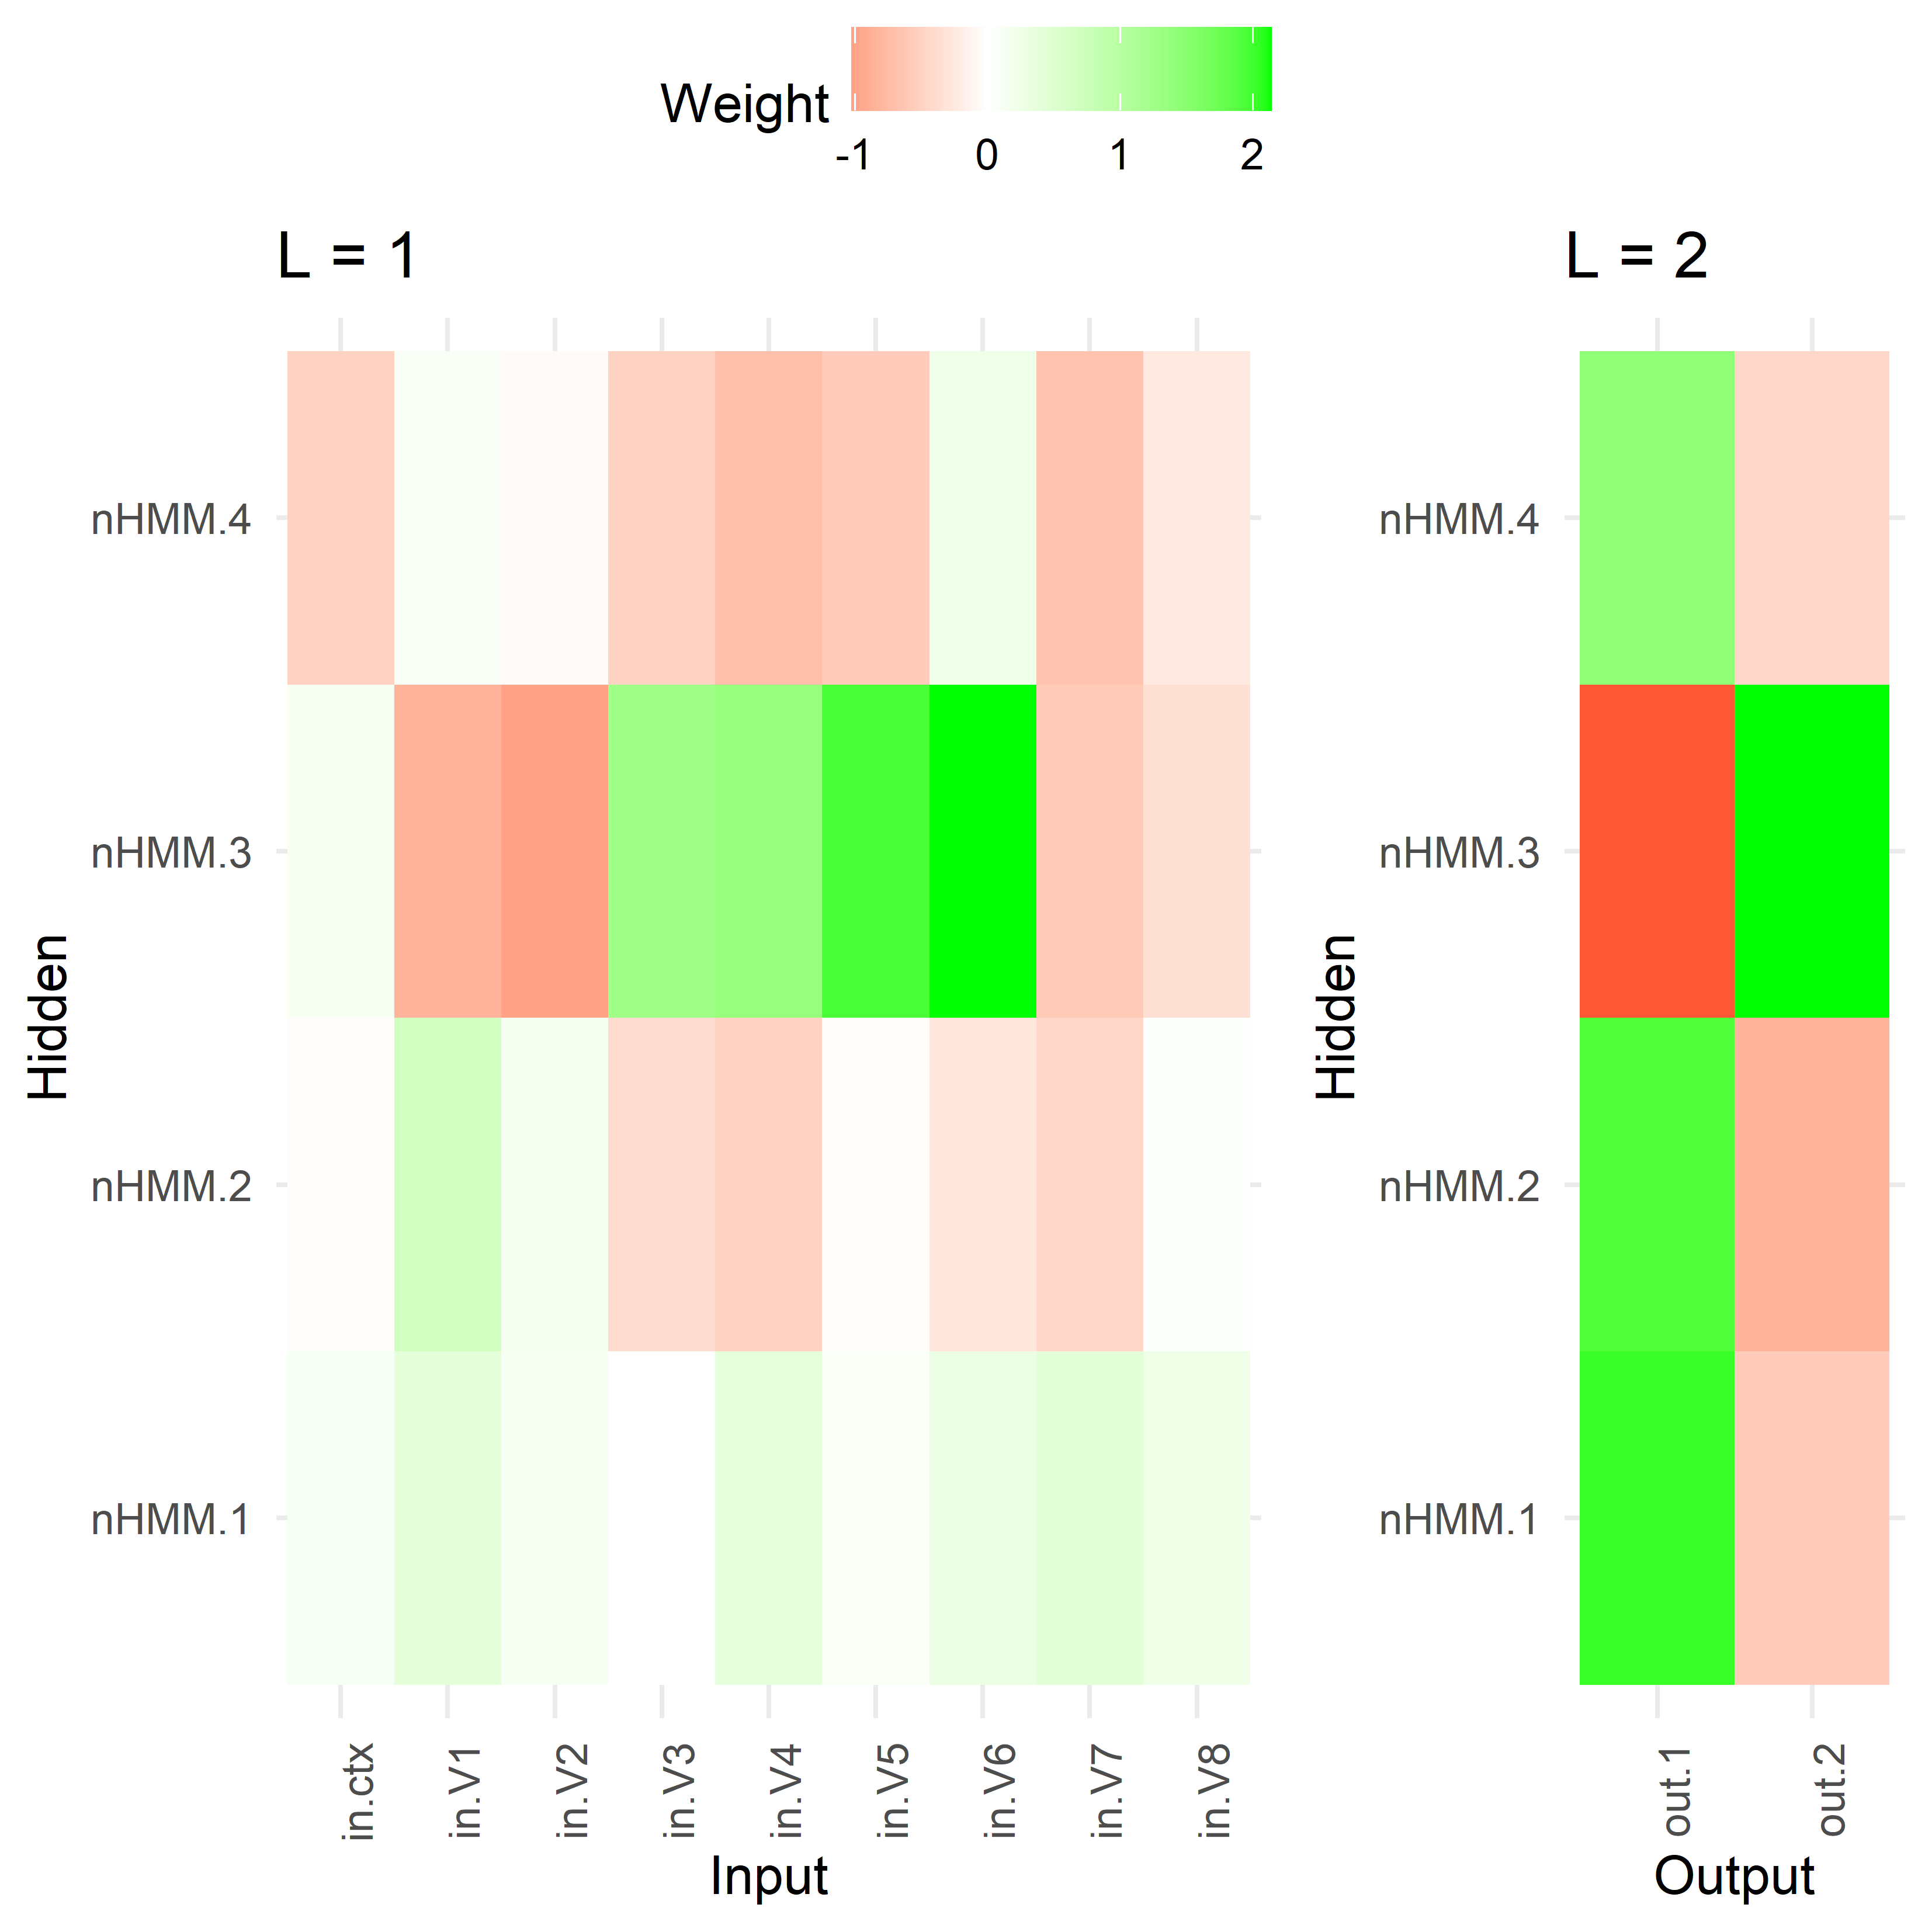 Weight
-1 0 1 2
L = 1
L = 2
Hidden
nHMM.4
nHMM.3
nHMM.2
nHMM.1
in.ctx in.V1 in.V2 in.V3 in.V4 in.V5 in.V6 in.V7 in.V8
Input
Hidden
nHMM.4
nHMM.3
nHMM.2
nHMM.1
out.1 out.2
Output